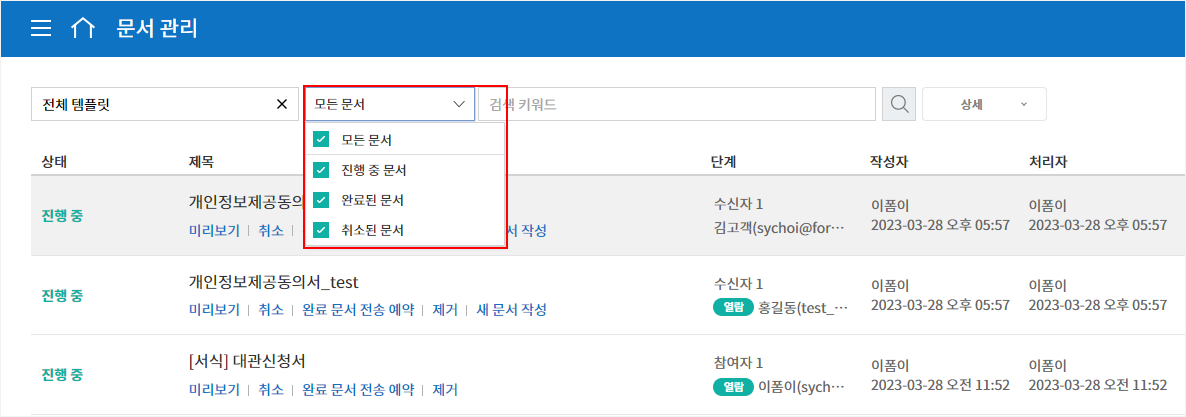 문서 관리
전체 템플릿 모든 문서 검색 키워드 상세
모든 문서
진행 중 문서
완료된 문서
취소된 문서
상태 제목 단계 작성자 처리자
진행 중
개인정보제공동의
미리보기 취소 서 작성
수신자 1
김고객(sychoi@for···
이폼이
2023-03-28 오후 05:57
이폼이
2023-03-28 오후 05:57
진행 중
개인정보제공동의서_test
미리보기 취소 완료 문서 전송 예약 제거 새 문서 작성
수신자 1
열람 홍길동(test_···
이폼이
2023-03-28 오후 05:57
이폼이
2023-03-28 오후 05:57
진행 중
[서식] 대관신청서
미리보기 취소 완료 문서 전송 예약 제거
참여자 1
열람 이폼이(sych···
이폼이
2023-03-28 오전 11:52
이폼이
2023-03-28 오전 11:52